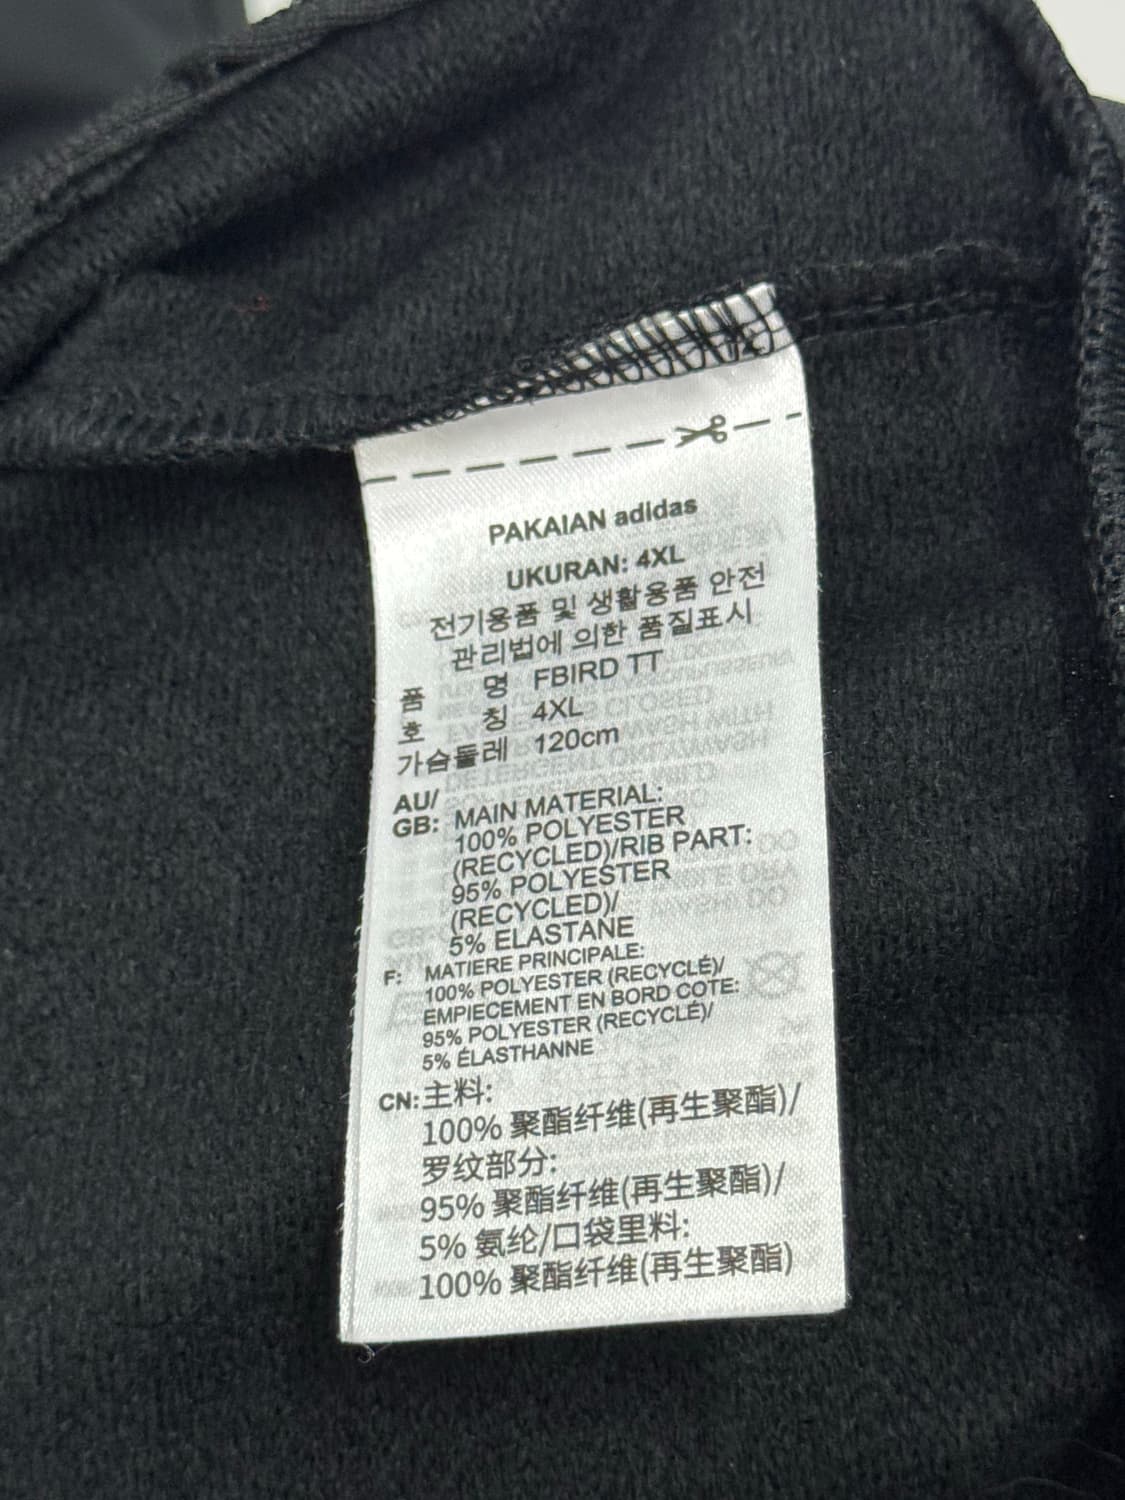 PAKAIAN adidas
UKURAN: 4XL
전기용품 및 생활용품 안전
관리법에 의한 품질표시
품 명 FBIRD TT
호 칭 4XL
가슴둘레 120cm
AU/
GB: MAIN MATERIAL:
100% POLYESTER
(RECYCLED)/RIB PART:
95% POLYESTER
(RECYCLED)/
5% ELASTANE
F: MATIERE PRINCIPALE:
100% POLYESTER (RECYCLÉ)/
EMPIECEMENT EN BORD COTE:
95% POLYESTER (RECYCLÉ)/
5% ÉLASTHANNE
CN: 主料:
100% 聚酯纤维(再生聚酯)/
罗纹部分:
95% 聚酯纤维(再生聚酯)/
5% 氨纶/口袋里料:
100% 聚酯纤维(再生聚酯)